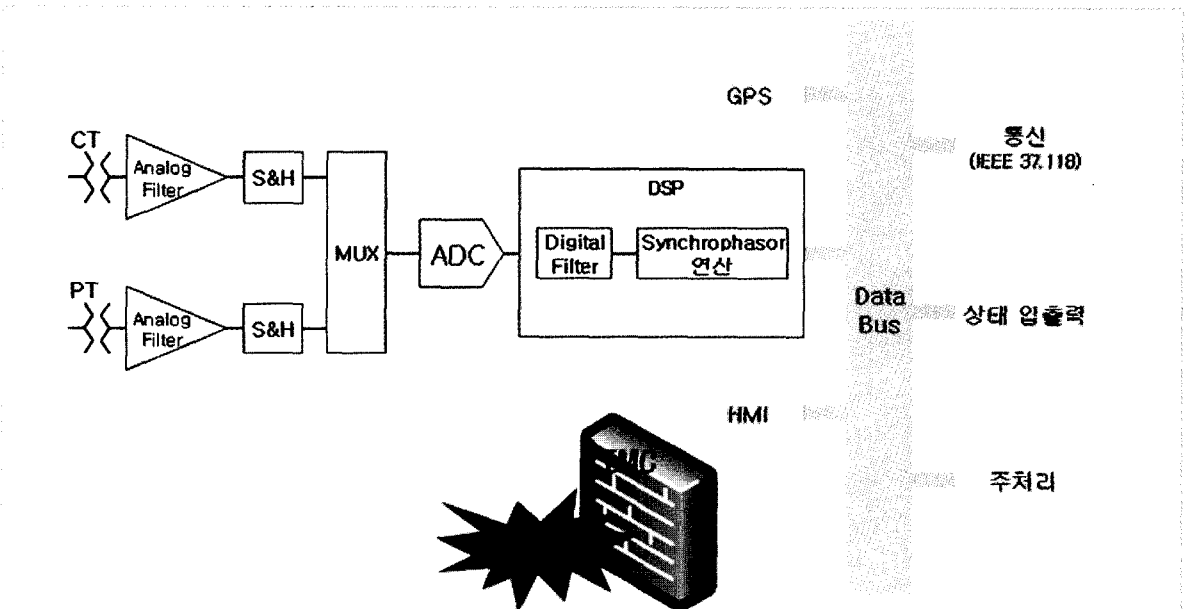 GPS
통신
(IEEE 37.118)
CT
Analog
Filter
S&H
MUX
ADC
DSP
Digital
Filter
Synchrophasor
연산
PT
Analog
Filter
S&H
Data
Bus
상태 입출력
HMI
주처리